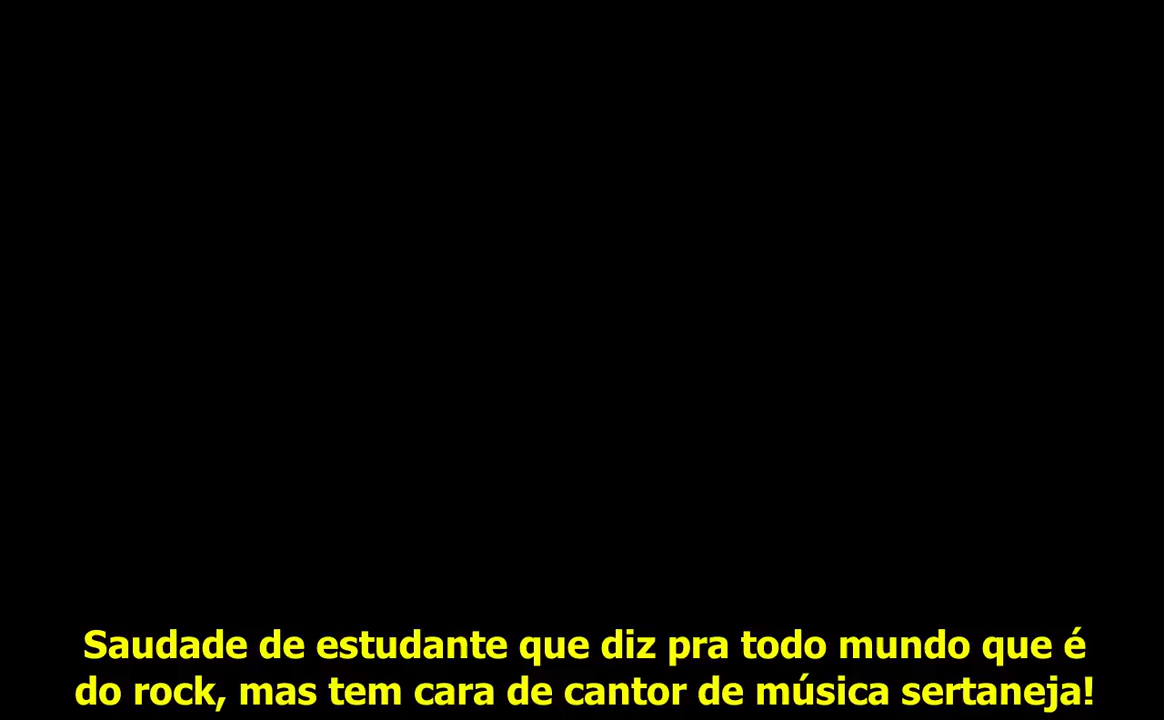 Saudade de estudante que diz pra todo mundo que é
do rock, mas tem cara de cantor de música sertaneja!